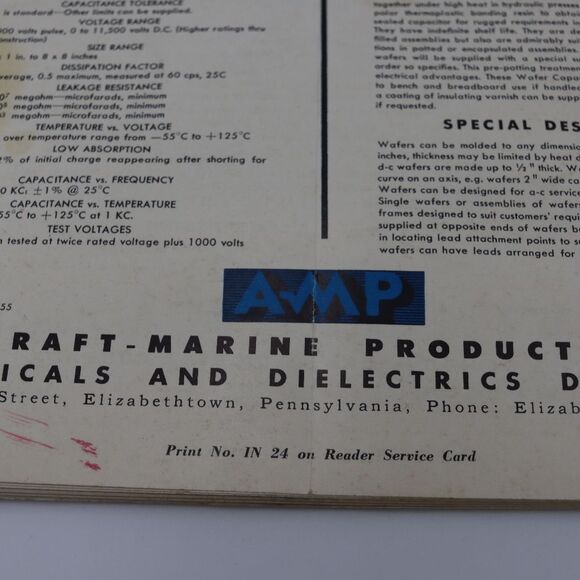 CAPACITANCE TOLERANCE
is standard—Other limits can be supplied.
VOLTAGE RANGE
000 volts pulse, 0 to 11,500 volts D.C. (Higher ratings thru
construction)
SIZE RANGE
1 in. to 8 x 8 inches
DISSIPATION FACTOR
average, 0.5 maximum, measured at 60 cps, 25C
LEAKAGE RESISTANCE
megohm—microfarads, minimum
megohm—microfarads, minimum
megohm—microfarads, minimum
TEMPERATURE vs. VOLTAGE
over temperature range from —55°C to +125°C
LOW ABSORPTION
2% of initial charge reappearing after shorting for
CAPACITANCE vs. FREQUENCY
0 KC: ±1% @ 25°C
CAPACITANCE vs. TEMPERATURE
55°C to +125°C at 1 KC.
TEST VOLTAGES
tested at twice rated voltage plus 1000 volts
together under high heat in hydraulic presses
polar thermoplastic bonding resin to obtain
sealed capacitor for rugged requirements in
They have indefinite shelf life. They are de
filled assemblies but also are admirably suit
tions in potted or encapsulated assemblies.
wafers will be supplied with a special su
order so specifies. This pre-potting treatmen
electrical advantages. These Wafer Capa
to bench and breadboard use if handle
a coating of insulating varnish can be supp
if requested.
SPECIAL DES
Wafers can be molded to any dimension
inches, thickness may be limited by heat d
d-c wafers are made up to ½" thick. W
curve on an axis, e.g. wafers 2" wide ca
Wafers can be designed for a-c service
Single wafers or assemblies of wafers
frames designed to suit customers' requir
supplied at opposite ends of wafers b
in locating lead attachment points to su
wafers can have leads arranged for
55
AMP
RAFT-MARINE PRODUCT
ICALS AND DIELECTRICS D
Street, Elizabethtown, Pennsylvania, Phone: Elizab
Print No. IN 24 on Reader Service Card